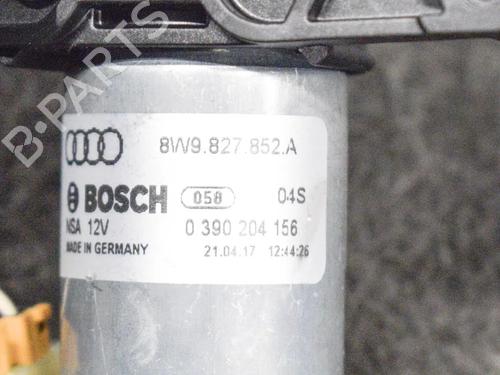 B-PARTS
8W9.827.852.A
BOSCH 058 04S
NSA 12V 0 390 204 156
MADE IN GERMANY 21.04.17 12:44:26